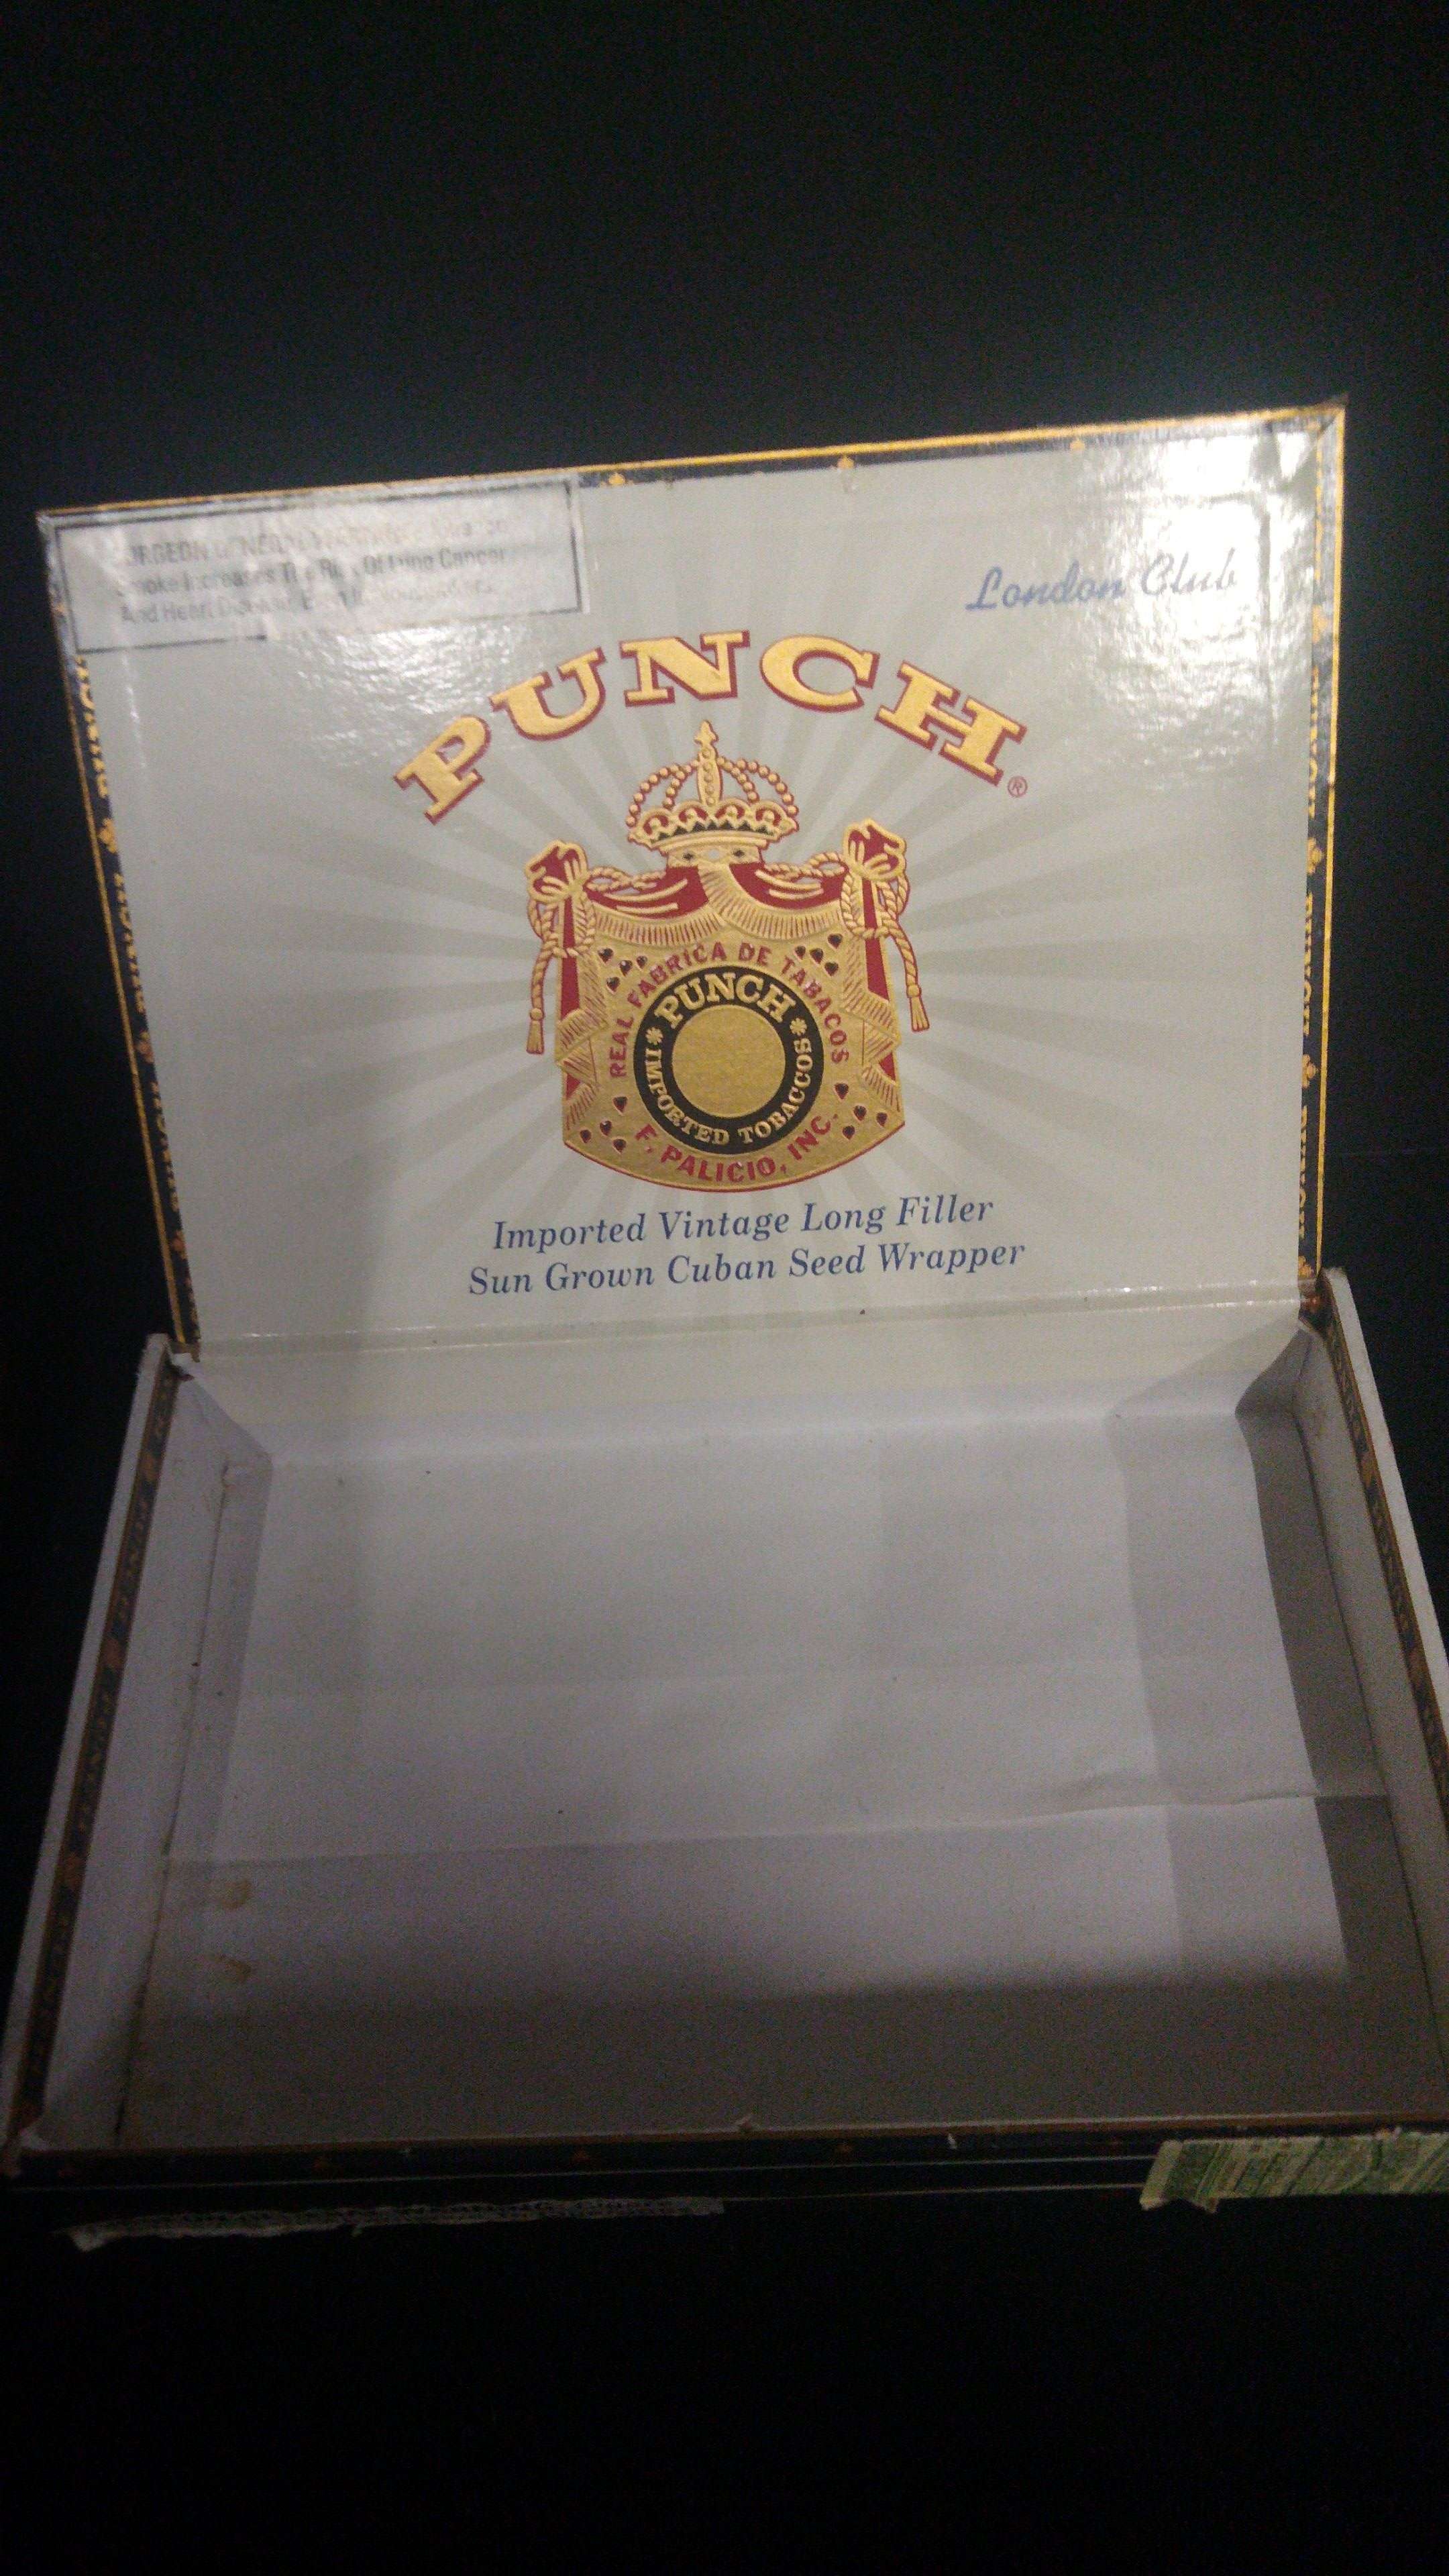 Smoke Increases The Risk Of Lung Cancer
And Heart
London Club
PUNCH®
REAL FABRICA DE TABACOS
PUNCH
IMPORTED TOBACCOS
F. PALICIO, INC.
Imported Vintage Long Filler
Sun Grown Cuban Seed Wrapper